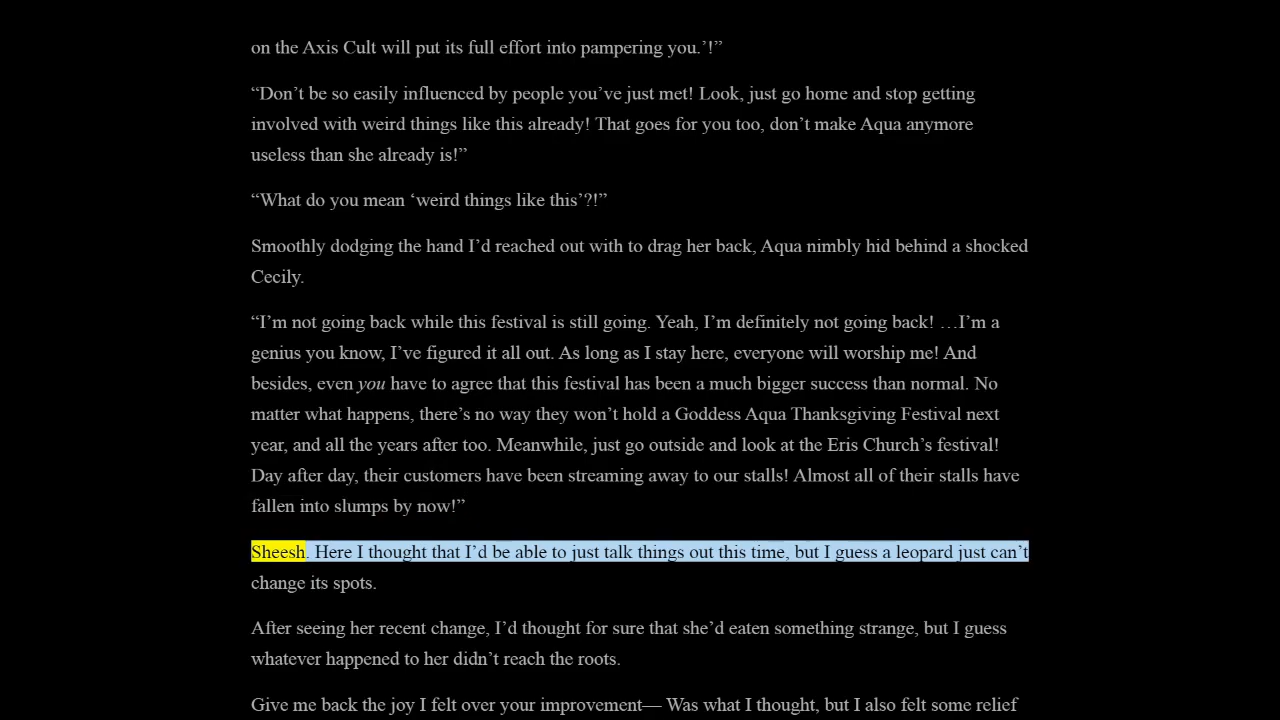 on the Axis Cult will put its full effort into pampering you.’!”
“Don’t be so easily influenced by people you’ve just met! Look, just go home and stop getting
involved with weird things like this already! That goes for you too, don’t make Aqua anymore
useless than she already is!”
“What do you mean ‘weird things like this’?!”
Smoothly dodging the hand I’d reached out with to drag her back, Aqua nimbly hid behind a shocked
Cecily.
“I’m not going back while this festival is still going. Yeah, I’m definitely not going back! …I’m a
genius you know, I’ve figured it all out. As long as I stay here, everyone will worship me! And
besides, even you have to agree that this festival has been a much bigger success than normal. No
matter what happens, there’s no way they won’t hold a Goddess Aqua Thanksgiving Festival next
year, and all the years after too. Meanwhile, just go outside and look at the Eris Church’s festival!
Day after day, their customers have been streaming away to our stalls! Almost all of their stalls have
fallen into slumps by now!”
Sheesh. Here I thought that I’d be able to just talk things out this time, but I guess a leopard just can’t
change its spots.
After seeing her recent change, I’d thought for sure that she’d eaten something strange, but I guess
whatever happened to her didn’t reach the roots.
Give me back the joy I felt over your improvement— Was what I thought, but I also felt some relief